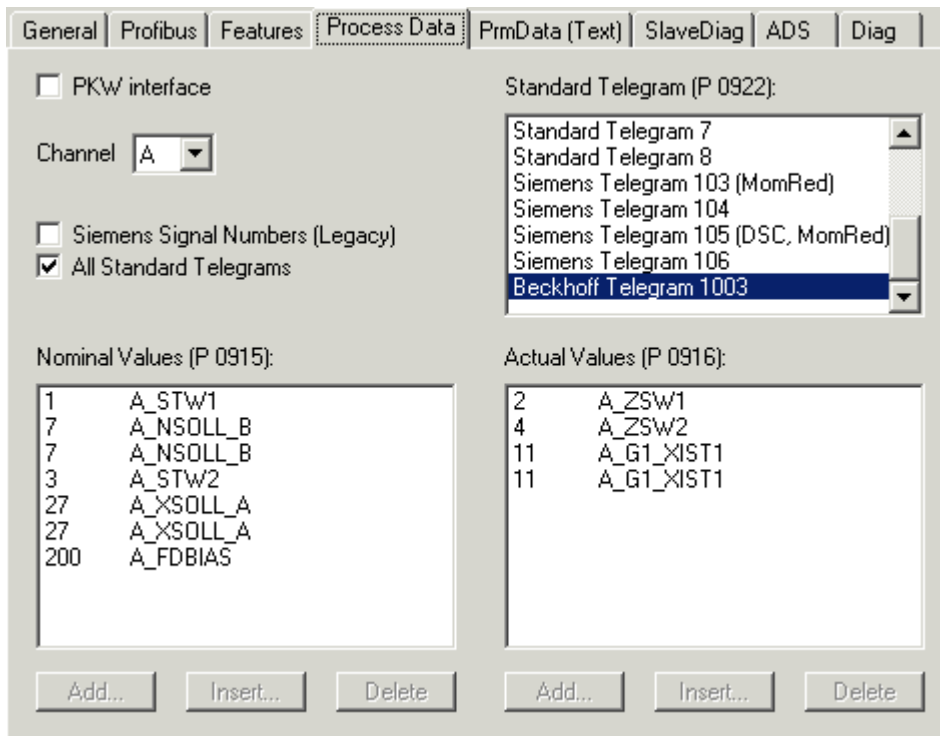 General Profibus Features Process Data PrmData (Text) SlaveDiag ADS Diag
PKW interface
Channel A
Siemens Signal Numbers (Legacy)
All Standard Telegrams
Standard Telegram (P 0922):
Standard Telegram 7
Standard Telegram 8
Siemens Telegram 103 (MomRed)
Siemens Telegram 104
Siemens Telegram 105 (DSC, MomRed)
Siemens Telegram 106
Beckhoff Telegram 1003
Nominal Values (P 0915):
1 A_STW1
7 A_NSOLL_B
7 A_NSOLL_B
3 A_STW2
27 A_XSOLL_A
27 A_XSOLL_A
200 A_FDBIAS
Add... Insert... Delete
Actual Values (P 0916):
2 A_ZSW1
4 A_ZSW2
11 A_G1_XIST1
11 A_G1_XIST1
Add... Insert... Delete